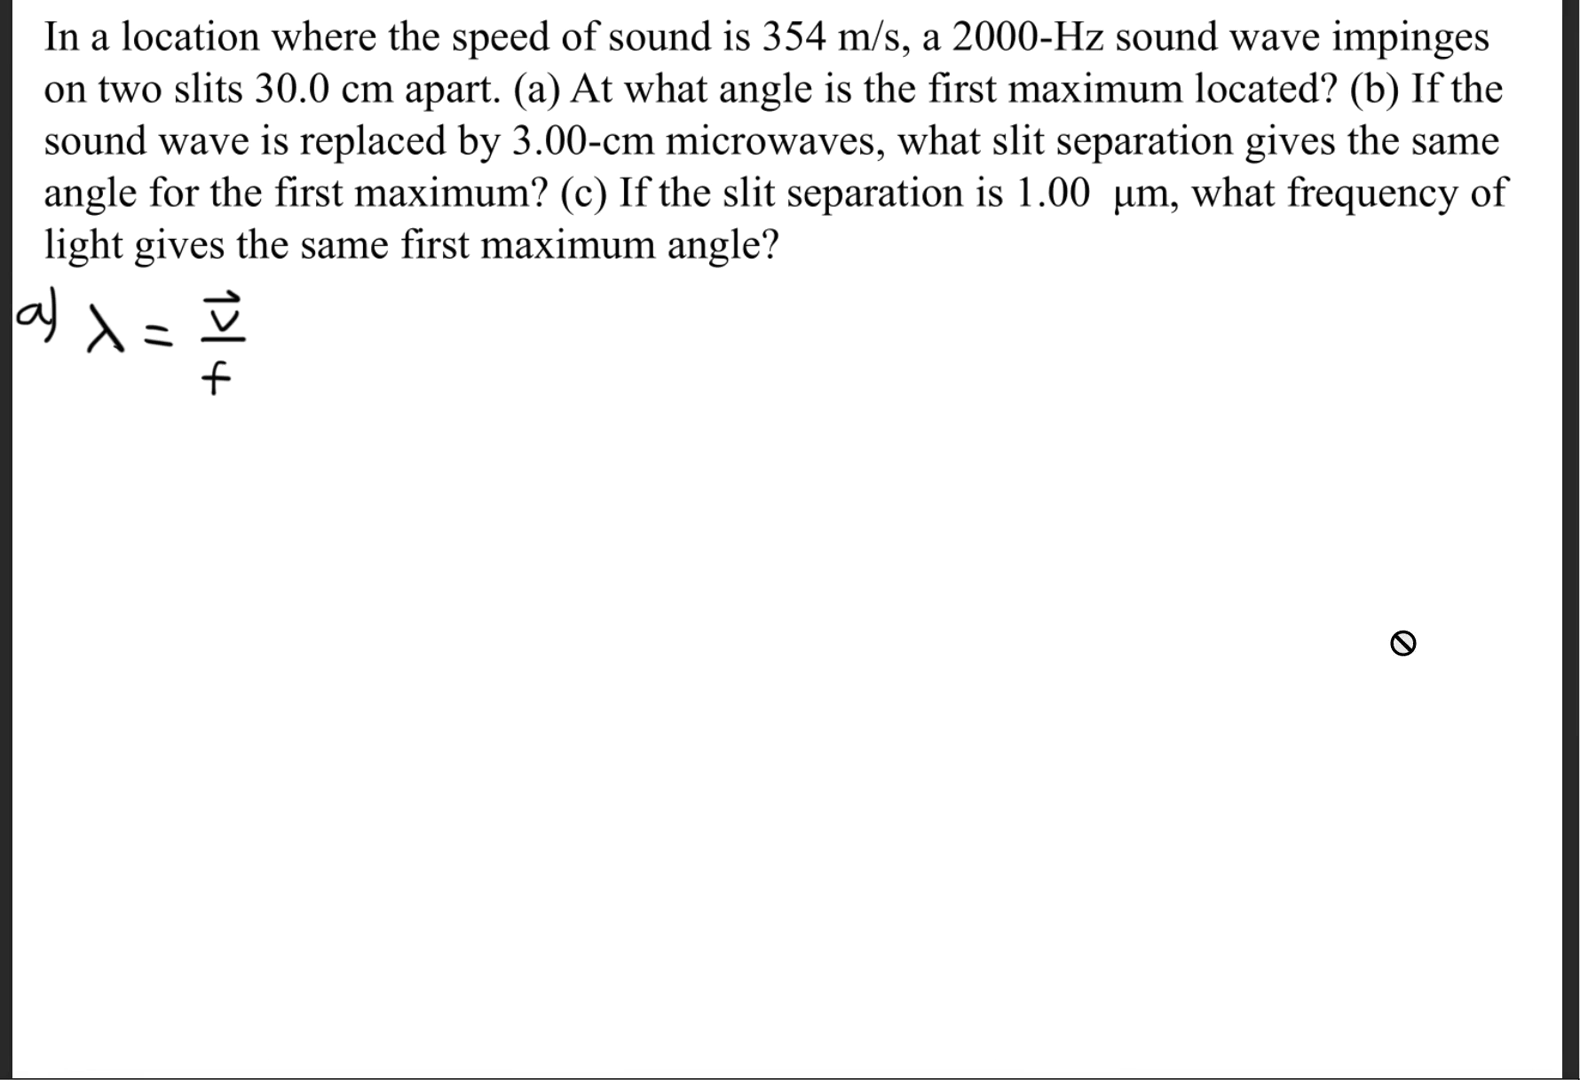 In a location where the speed of sound is 354 m/s, a 2000-Hz sound wave impinges
on two slits 30.0 cm apart. (a) At what angle is the first maximum located? (b) If the
sound wave is replaced by 3.00-cm microwaves, what slit separation gives the same
angle for the first maximum? (c) If the slit separation is 1.00 μm, what frequency of
light gives the same first maximum angle?
a) λ = v⃗/f